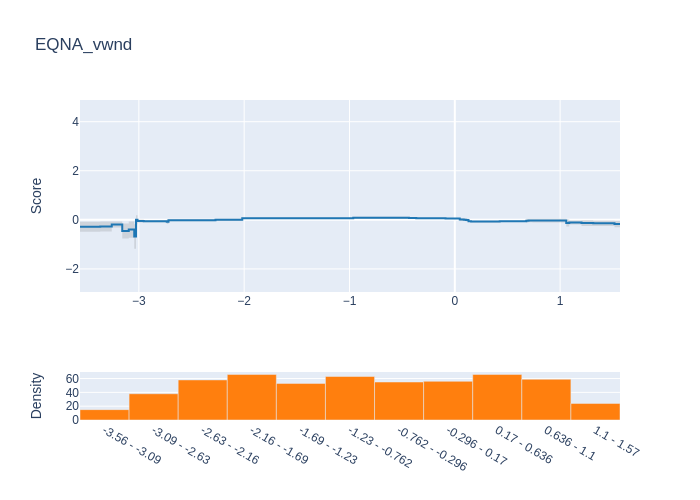 EQNA_vwnd
Score
4
2
0
−2
−3
−2
−1
0
1
Density
60
40
20
0
-3.56 - -3.09
-3.09 - -2.63
-2.63 - -2.16
-2.16 - -1.69
-1.69 - -1.23
-1.23 - -0.762
-0.762 - -0.296
-0.296 - 0.17
0.17 - 0.636
0.636 - 1.1
1.1 - 1.57